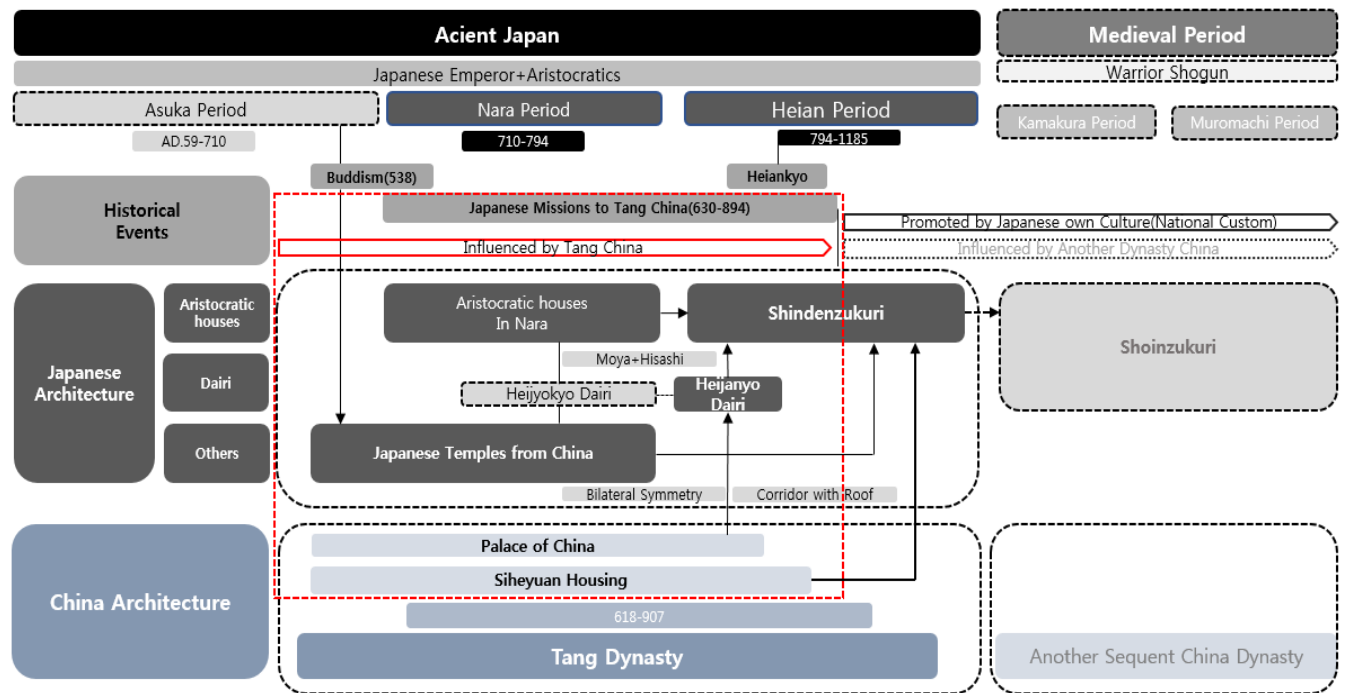 Acient Japan
Medieval Period
Japanese Emperor+Aristocratics
Warrior Shogun
Asuka Period
Nara Period
Heian Period
Kamakura Period
Muromachi Period
AD.59-710
710-794
794-1185
Buddism(538)
Heiankyo
Historical
Events
Japanese Missions to Tang China(630-894)
Promoted by Japanese own Culture(National Custom)
Influenced by Tang China
Influenced by Another Dynasty China
Japanese
Architecture
Aristocratic
houses
Aristocratic houses
In Nara
Shindenzukuri
Shoinzukuri
Moya+Hisashi
Dairi
Heijyokyo Dairi
Heijanyo
Dairi
Others
Japanese Temples from China
Bilateral Symmetry
Corridor with Roof
China Architecture
Palace of China
Siheyuan Housing
618-907
Tang Dynasty
Another Sequent China Dynasty